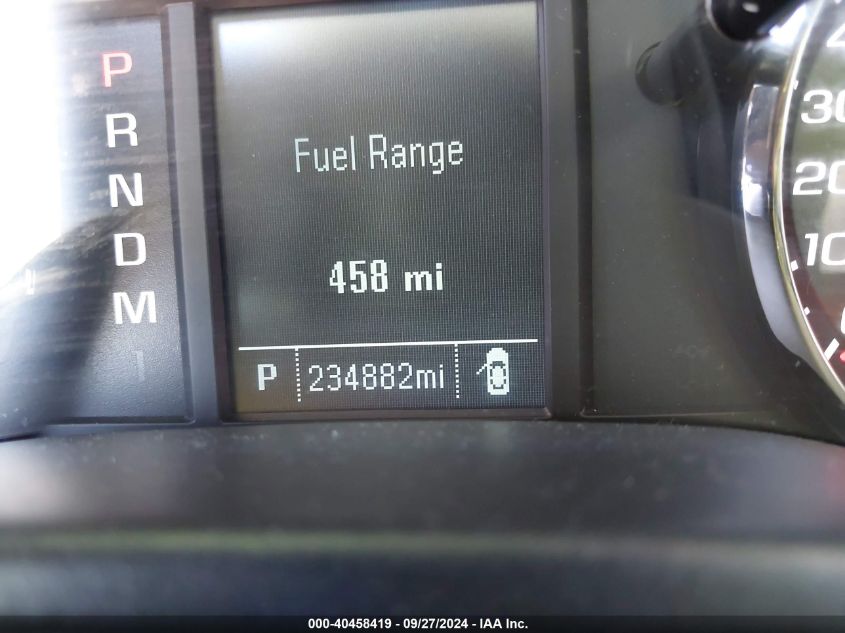 P
R
N
D
M
Fuel Range
458 mi
P 234882mi
30
20
10
000-40458419 - 09/27/2024 - IAA Inc.